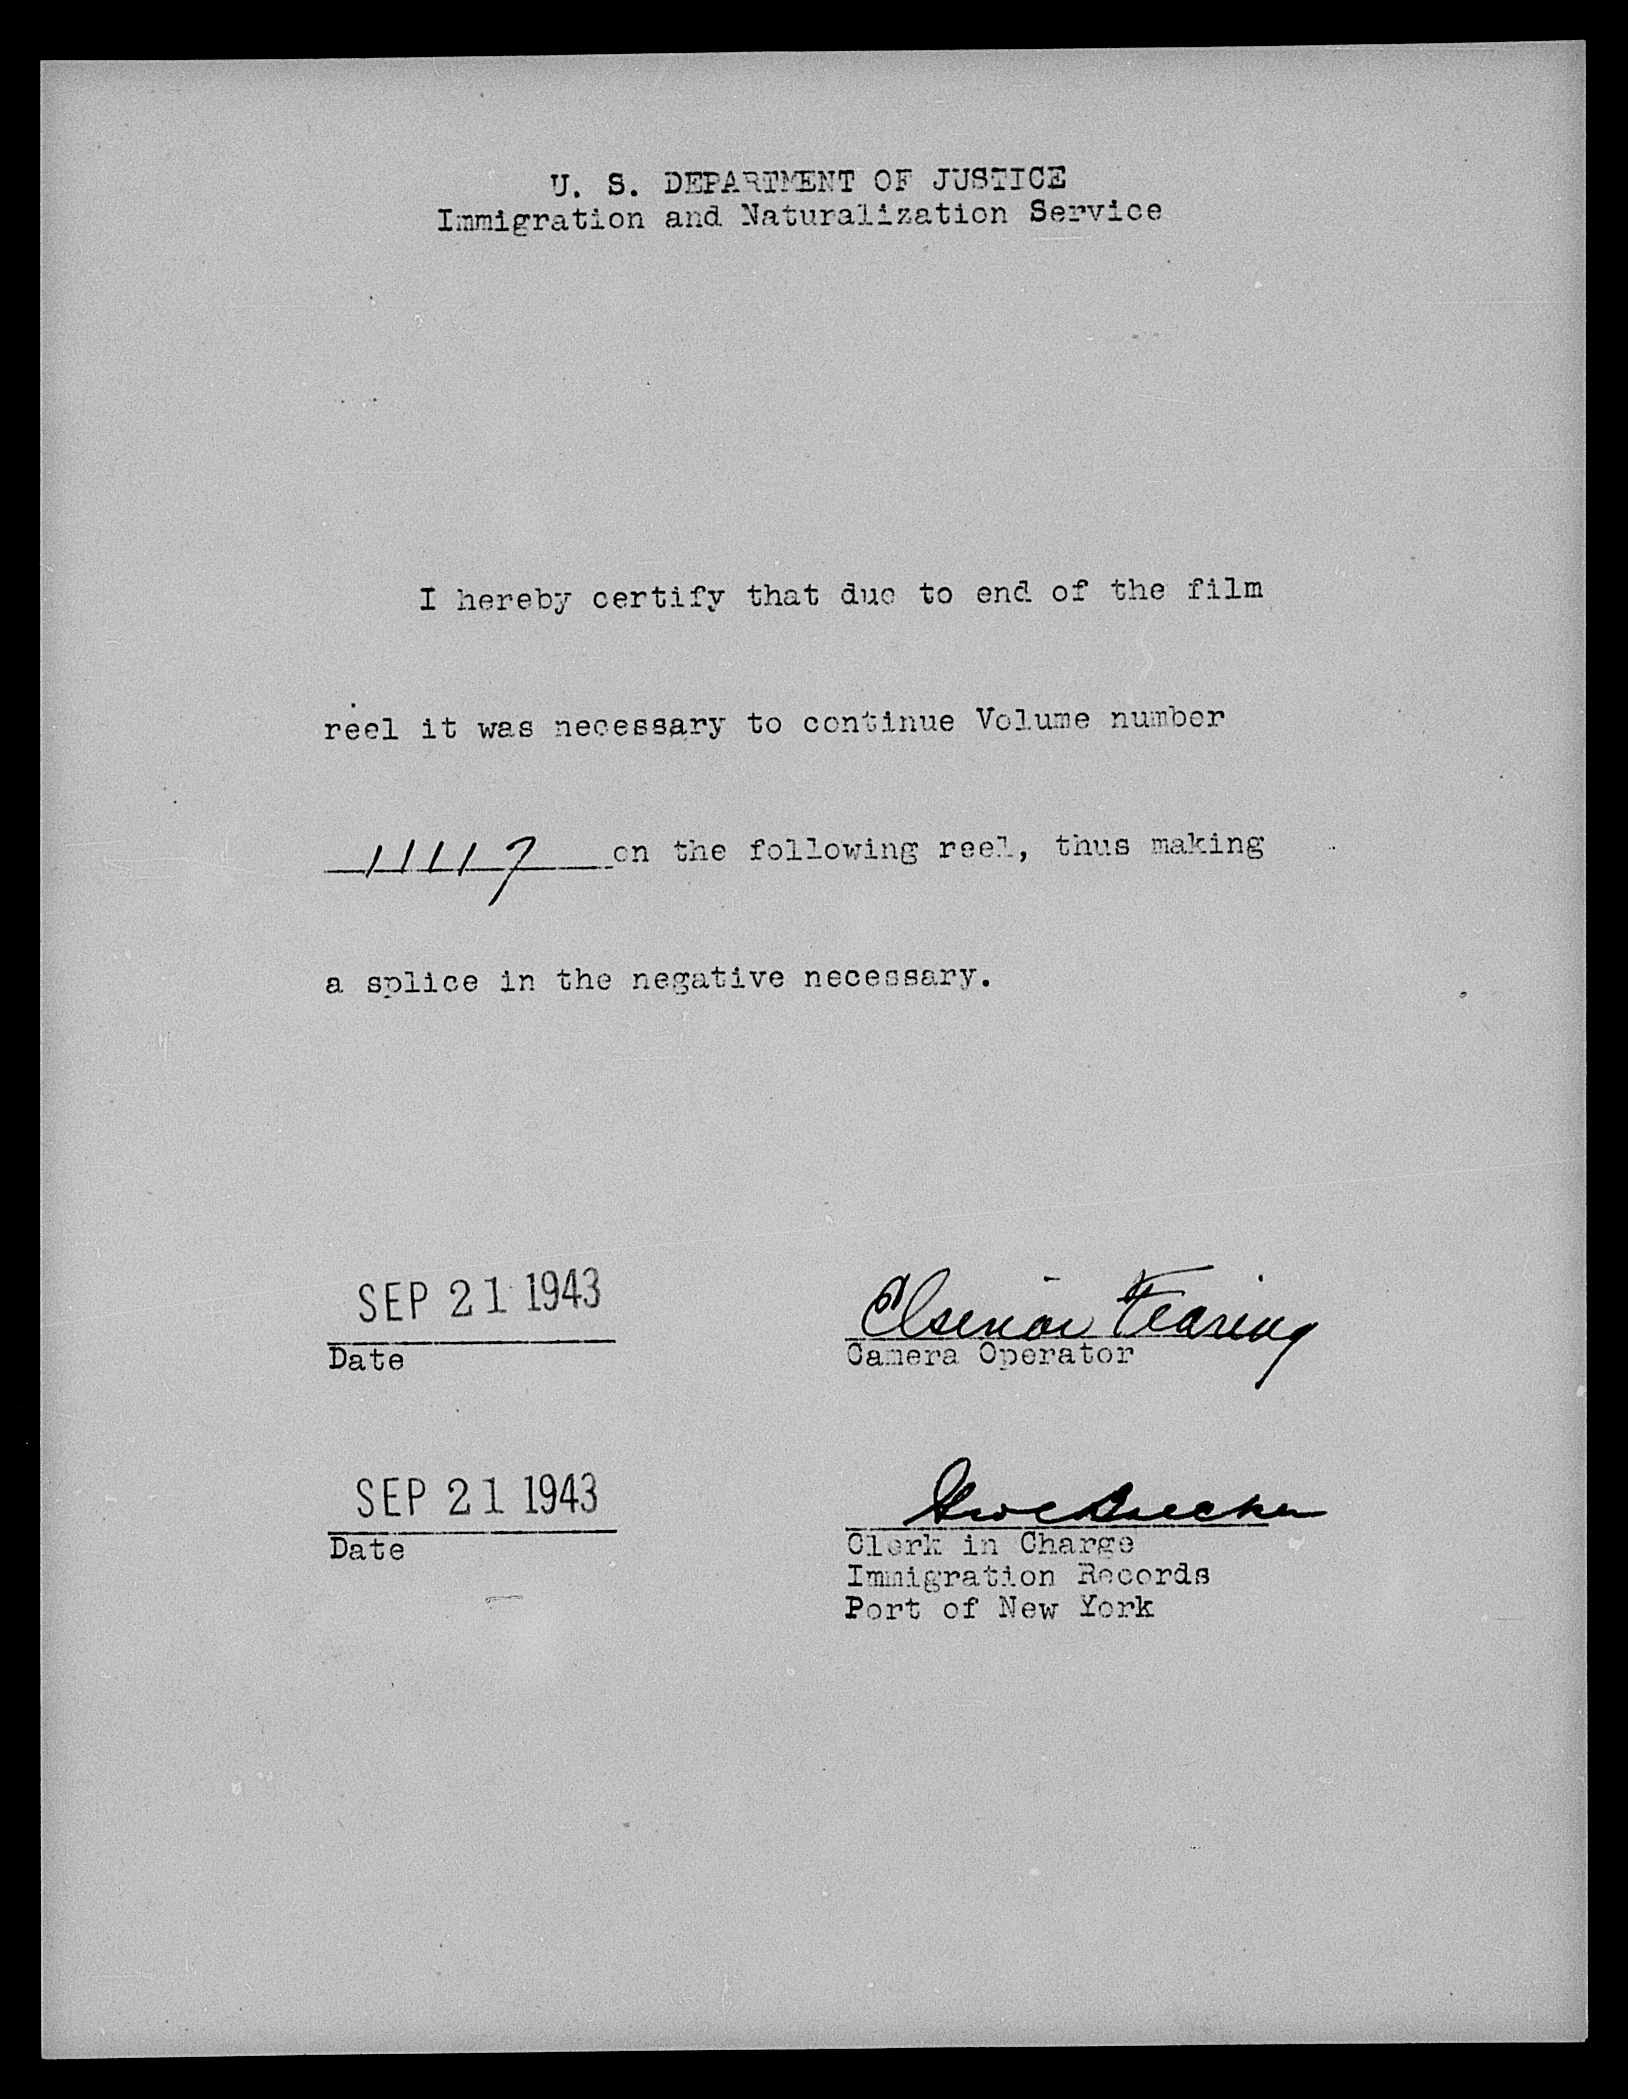 U. S. DEPARTMENT OF JUSTICE
Immigration and Naturalization Service
I hereby certify that due to end of the film
reel it was necessary to continue Volume number
11117 on the following reel, thus making
a splice in the negative necessary.
SEP 21 1943
Date
Fearing
Camera Operator
SEP 21 1943
Date
Clerk in Charge
Immigration Records
Port of New York